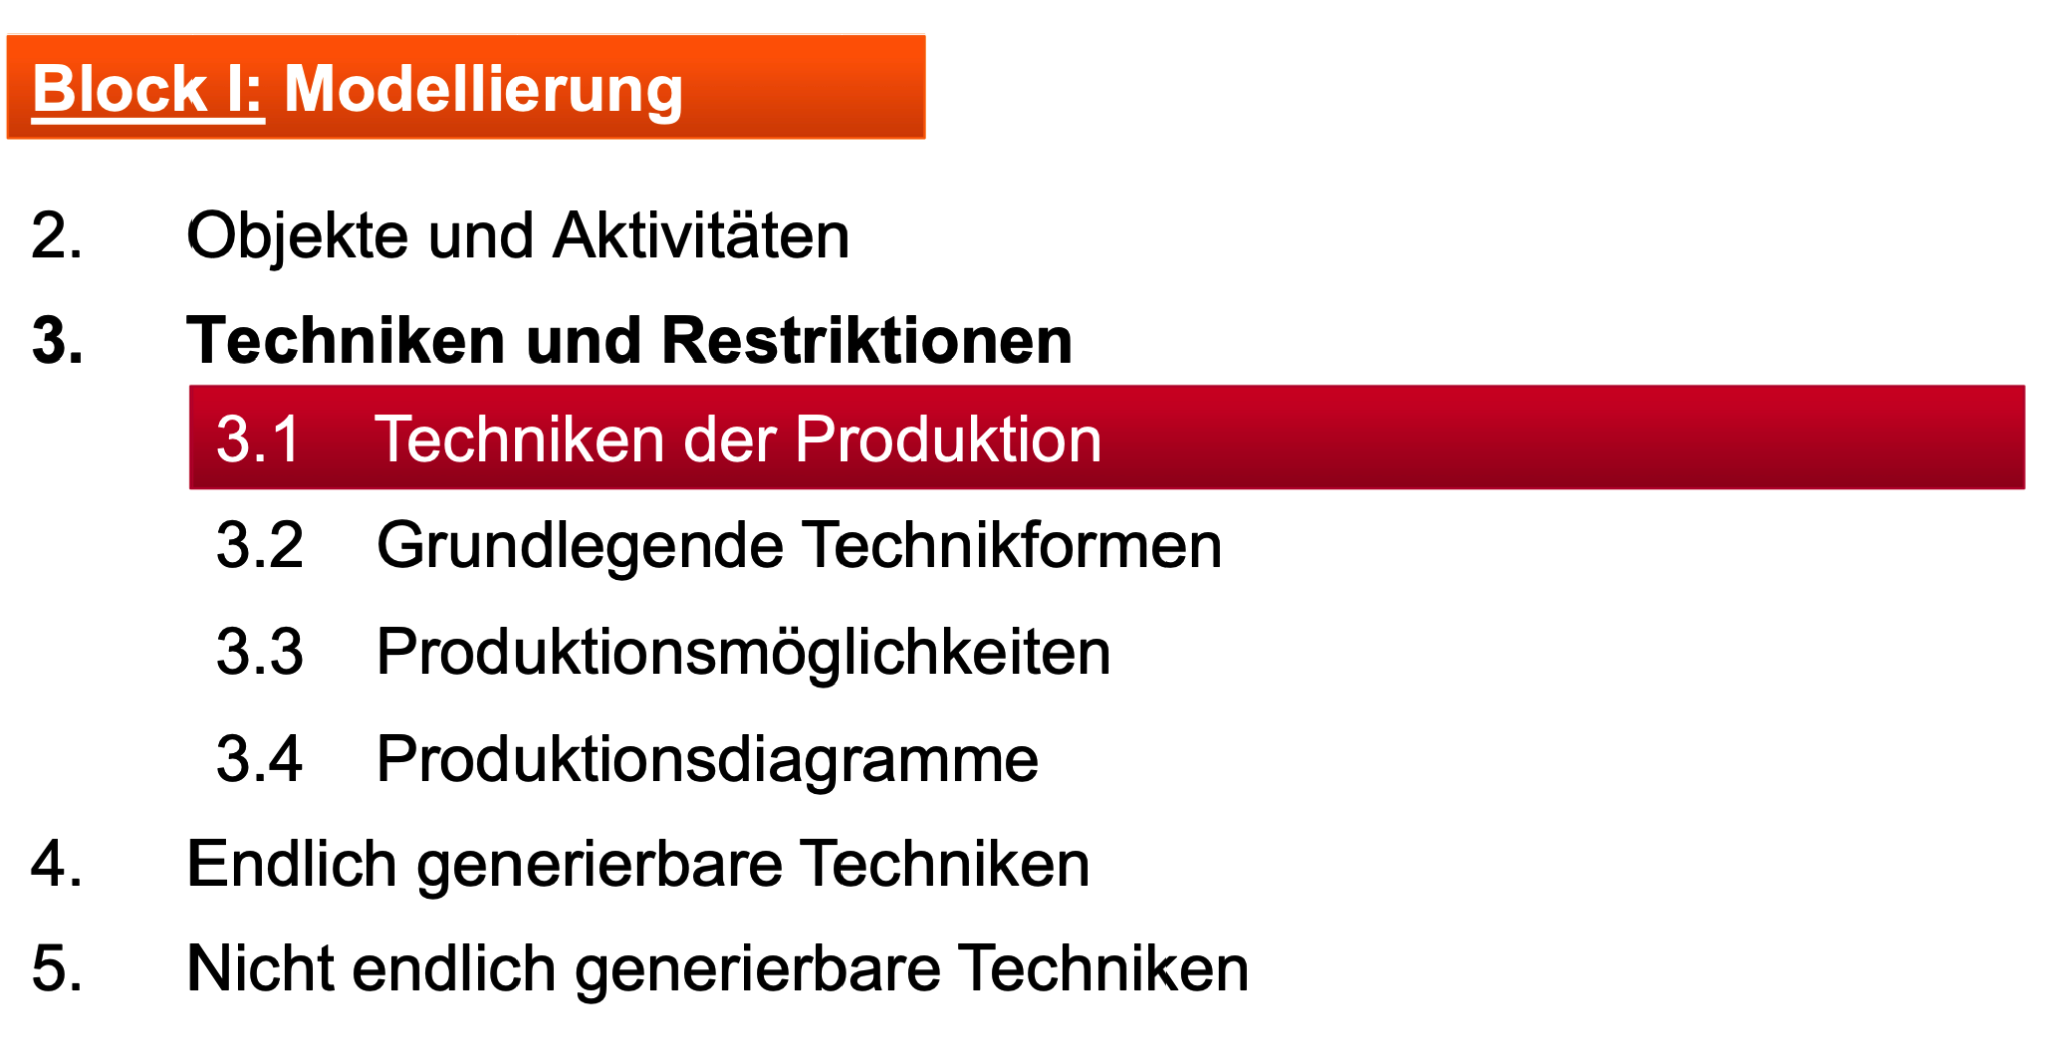 Block I: Modellierung
2. Objekte und Aktivitäten
3. Techniken und Restriktionen
3.1 Techniken der Produktion
3.2 Grundlegende Technikformen
3.3 Produktionsmöglichkeiten
3.4 Produktionsdiagramme
4. Endlich generierbare Techniken
5. Nicht endlich generierbare Techniken